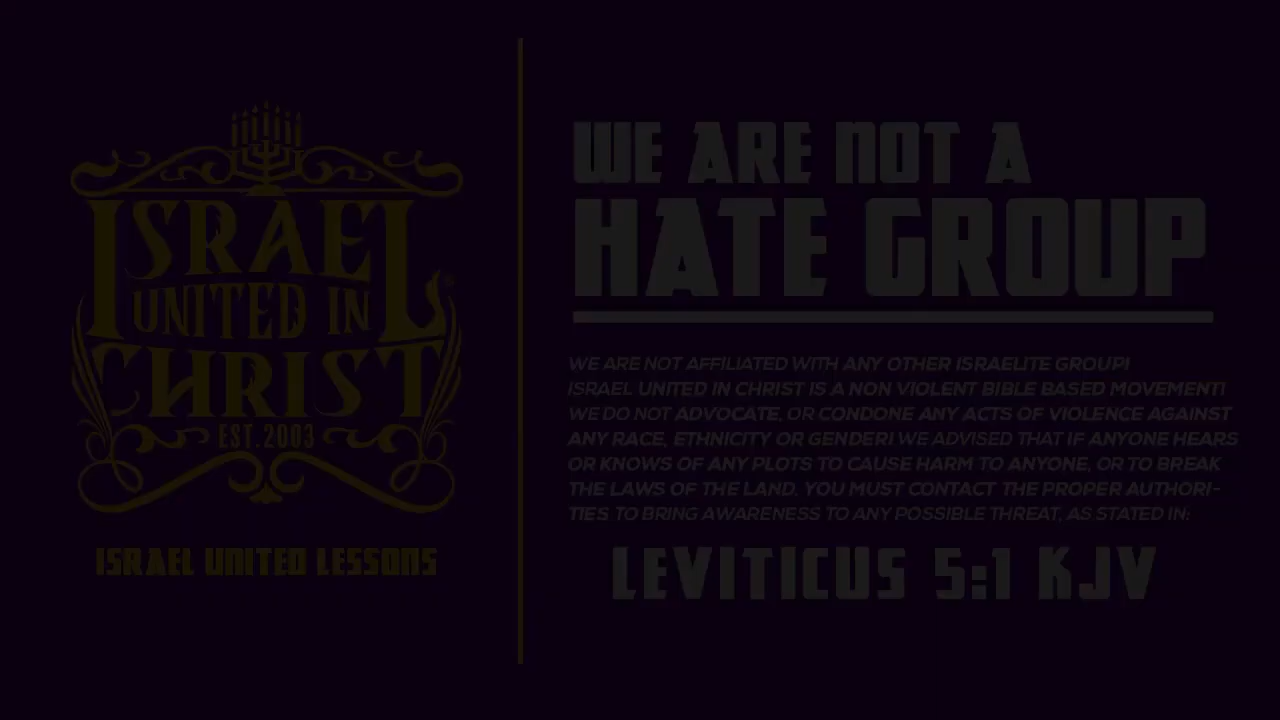 ISRAEL
UNITED IN
CHRIST
EST. 2003
ISRAEL UNITED LESSONS
WE ARE NOT A
HATE GROUP
WE ARE NOT AFFILIATED WITH ANY OTHER ISRAELITE GROUP!
ISRAEL UNITED IN CHRIST IS A NON VIOLENT BIBLE BASED MOVEMENT!
WE DO NOT ADVOCATE, OR CONDONE ANY ACTS OF VIOLENCE AGAINST
ANY RACE, ETHNICITY OR GENDER! WE ADVISED THAT IF ANYONE HEARS
OR KNOWS OF ANY PLOTS TO CAUSE HARM TO ANYONE, OR TO BREAK
THE LAWS OF THE LAND. YOU MUST CONTACT THE PROPER AUTHORI-
TIES TO BRING AWARENESS TO ANY POSSIBLE THREAT, AS STATED IN:
LEVITICUS 5:1 KJV